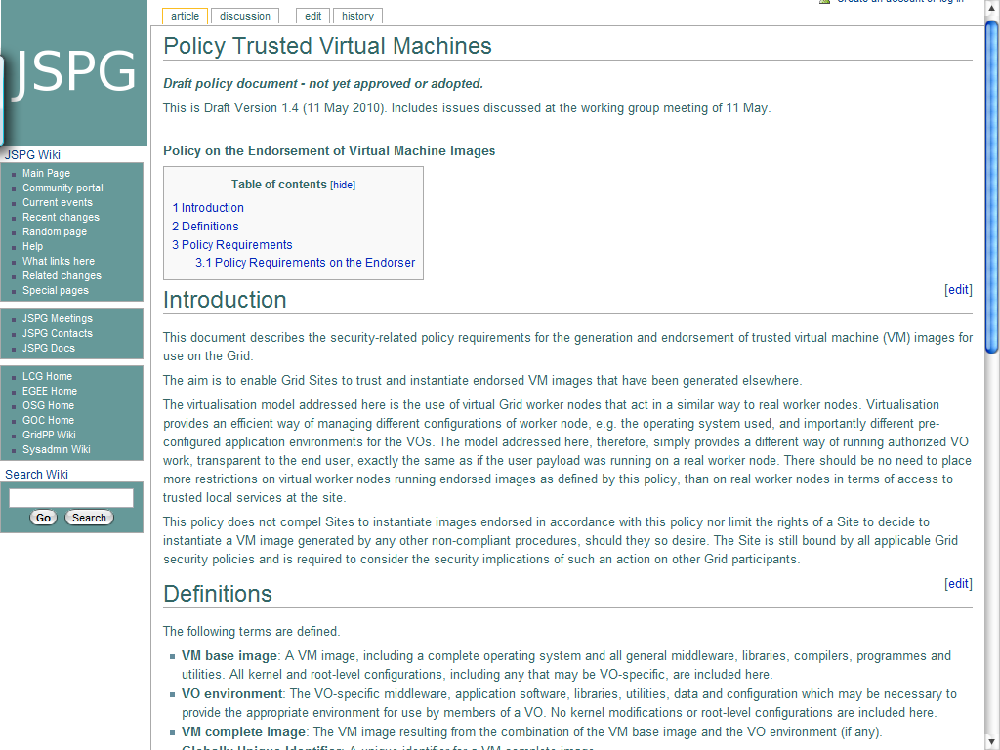 Create an account or log in
article
discussion
edit
history
JSPG
Policy Trusted Virtual Machines
Draft policy document - not yet approved or adopted.
This is Draft Version 1.4 (11 May 2010). Includes issues discussed at the working group meeting of 11 May.
Policy on the Endorsement of Virtual Machine Images
Table of contents [hide]
1 Introduction
2 Definitions
3 Policy Requirements
3.1 Policy Requirements on the Endorser
JSPG Wiki
Main Page
Community portal
Current events
Recent changes
Random page
Help
What links here
Related changes
Special pages
JSPG Meetings
JSPG Contacts
JSPG Docs
LCG Home
EGEE Home
OSG Home
GOC Home
GridPP Wiki
Sysadmin Wiki
Search Wiki
Go
Search
[edit]
Introduction
This document describes the security-related policy requirements for the generation and endorsement of trusted virtual machine (VM) images for
use on the Grid.
The aim is to enable Grid Sites to trust and instantiate endorsed VM images that have been generated elsewhere.
The virtualisation model addressed here is the use of virtual Grid worker nodes that act in a similar way to real worker nodes. Virtualisation
provides an efficient way of managing different configurations of worker node, e.g. the operating system used, and importantly different pre-
configured application environments for the VOs. The model addressed here, therefore, simply provides a different way of running authorized VO
work, transparent to the end user, exactly the same as if the user payload was running on a real worker node. There should be no need to place
more restrictions on virtual worker nodes running endorsed images as defined by this policy, than on real worker nodes in terms of access to
trusted local services at the site.
This policy does not compel Sites to instantiate images endorsed in accordance with this policy nor limit the rights of a Site to decide to
instantiate a VM image generated by any other non-compliant procedures, should they so desire. The Site is still bound by all applicable Grid
security policies and is required to consider the security implications of such an action on other Grid participants.
[edit]
Definitions
The following terms are defined.
VM base image: A VM image, including a complete operating system and all general middleware, libraries, compilers, programmes and
utilities. All kernel and root-level configurations, including any that may be VO-specific, are included here.
VO environment: The VO-specific middleware, application software, libraries, utilities, data and configuration which may be necessary to
provide the appropriate environment for use by members of a VO. No kernel modifications or root-level configurations are included here.
VM complete image: The VM image resulting from the combination of the VM base image and the VO environment (if any).
Globally Unique Identifier: A unique identifier for a VM complete image